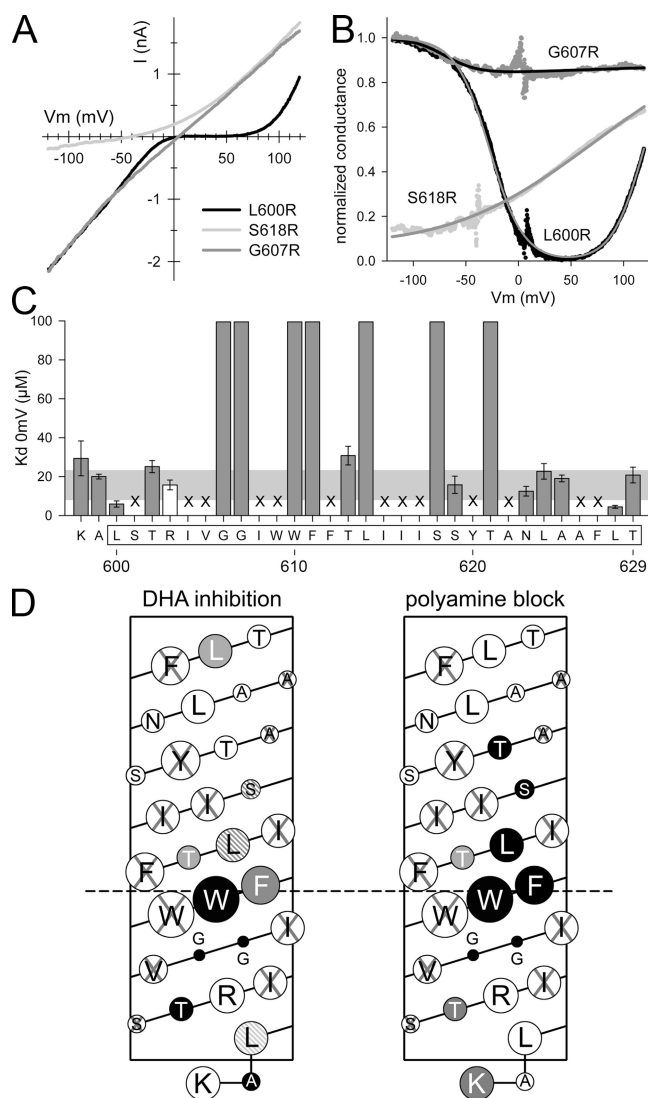 A
I (nA)
Vm (mV)
-100 -50 0 50 100
1
-1
-2
L600R
S618R
G607R
B
normalized conductance
1.0
0.8
0.6
0.4
0.2
0.0
G607R
S618R
L600R
-100 -50 0 50 100
Vm (mV)
C
Kd 0mV (µM)
100
80
60
40
20
0
X X X X X X X X X X X X X
K A L S T R I V G G I W W F F T L I I I S S Y T A N L A A F L T
600 610 620 629
D
DHA inhibition
F L T
N L A A
S Y T A
I I S
F T L I
W W F
G
V G I
S T R I
L
K A
polyamine block
F L T
N L A A
S Y T A
I I S
F T L I
W W F
G
V G I
S T R I
L
K A